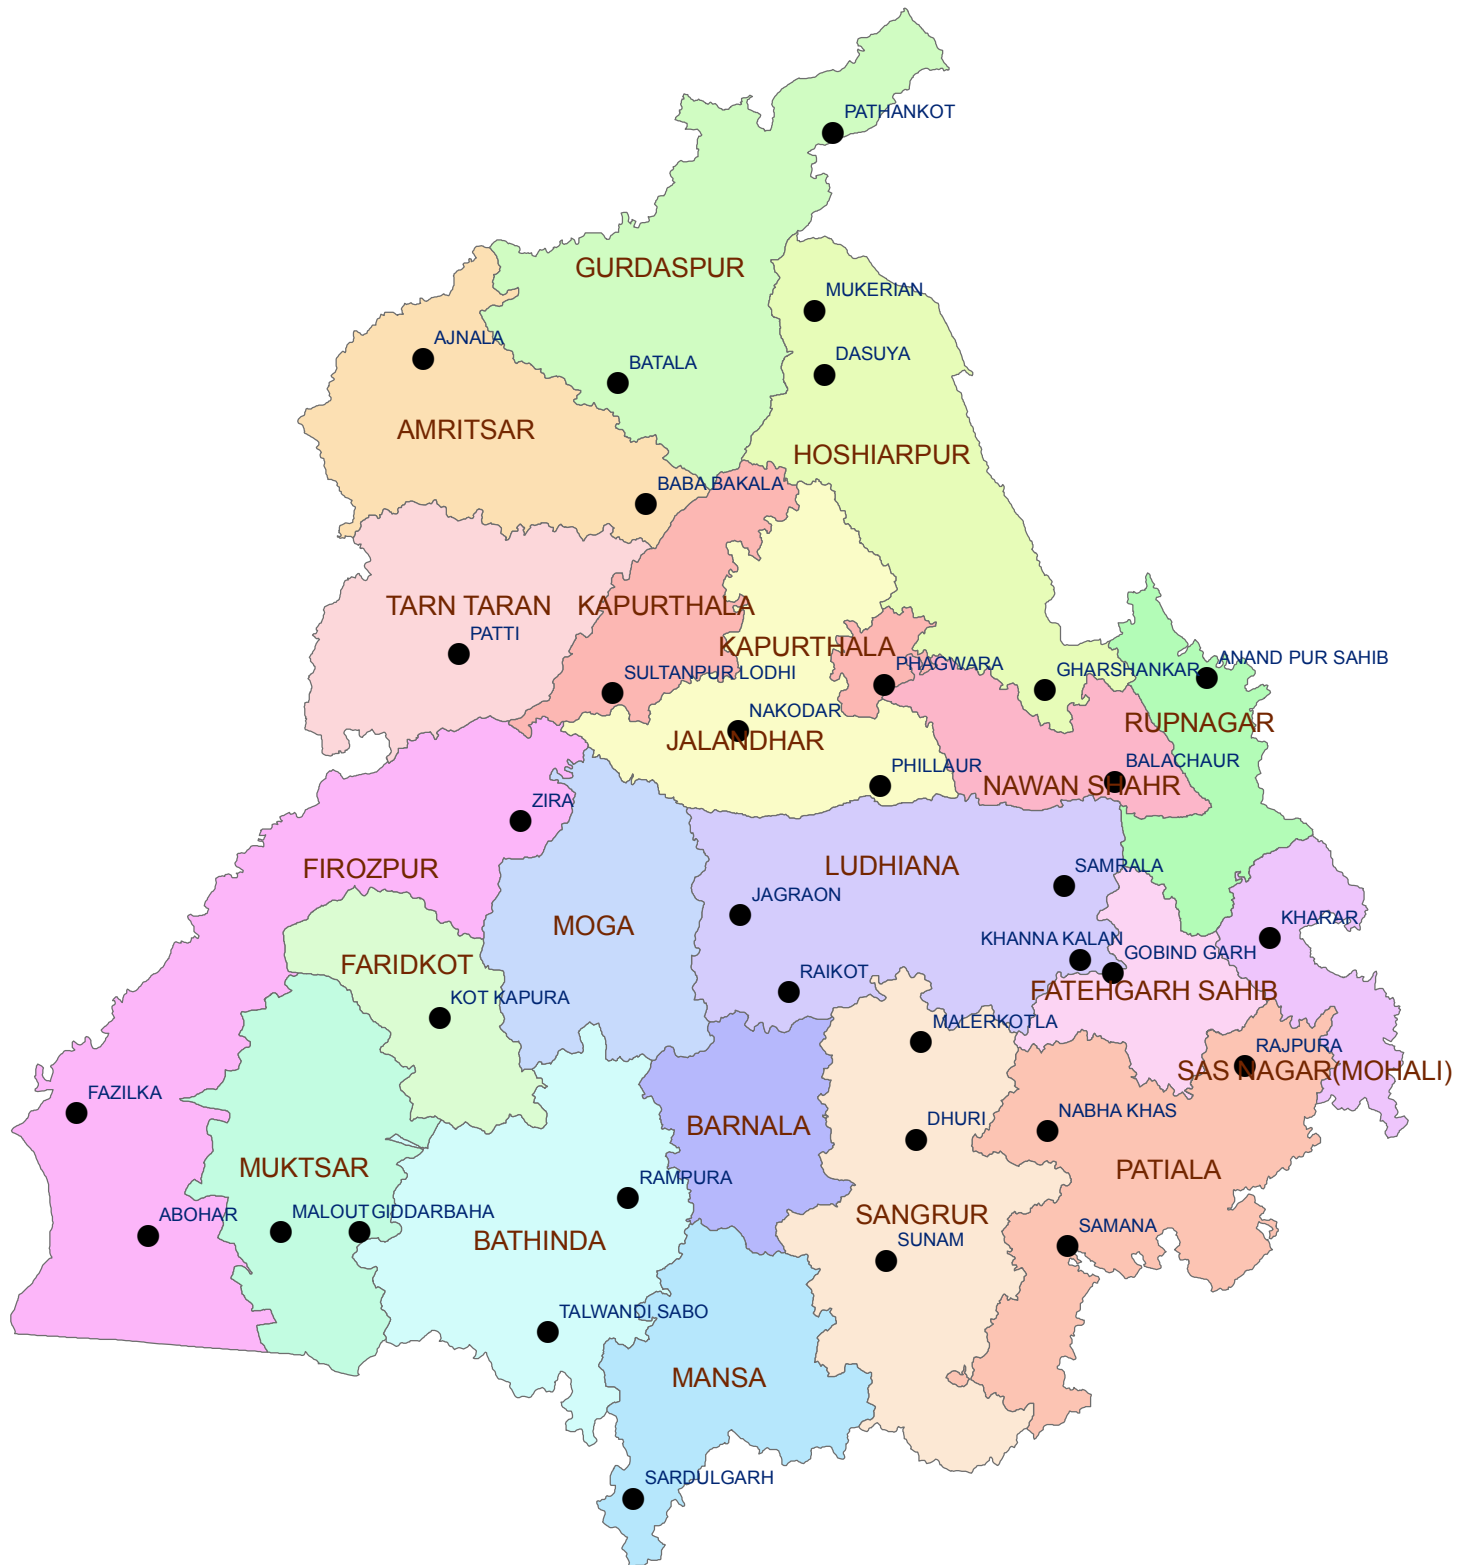 PATHANKOT
GURDASPUR
MUKERIAN
AJNALA
BATALA
DASUYA
AMRITSAR
HOSHIARPUR
BABA BAKALA
TARN TARAN
KAPURTHALA
PATTI
KAPURTHALA
SULTANPUR LODHI
PHAGWARA
GHARSHANKAR
ANAND PUR SAHIB
NAKODAR
JALANDHAR
RUPNAGAR
PHILLAUR
BALACHAUR
NAWAN SHAHR
ZIRA
FIROZPUR
LUDHIANA
SAMRALA
JAGRAON
MOGA
KHARAR
KHANNA KALAN
GOBIND GARH
FARIDKOT
RAIKOT
FATEHGARH SAHIB
KOT KAPURA
MALERKOTLA
RAJPURA
SAS NAGAR(MOHALI)
FAZILKA
BARNALA
DHURI
NABHA KHAS
MUKTSAR
RAMPURA
PATIALA
ABOHAR
MALOUT
GIDDARBAHA
BATHINDA
SANGRUR
SUNAM
SAMANA
TALWANDI SABO
MANSA
SARDULGARH